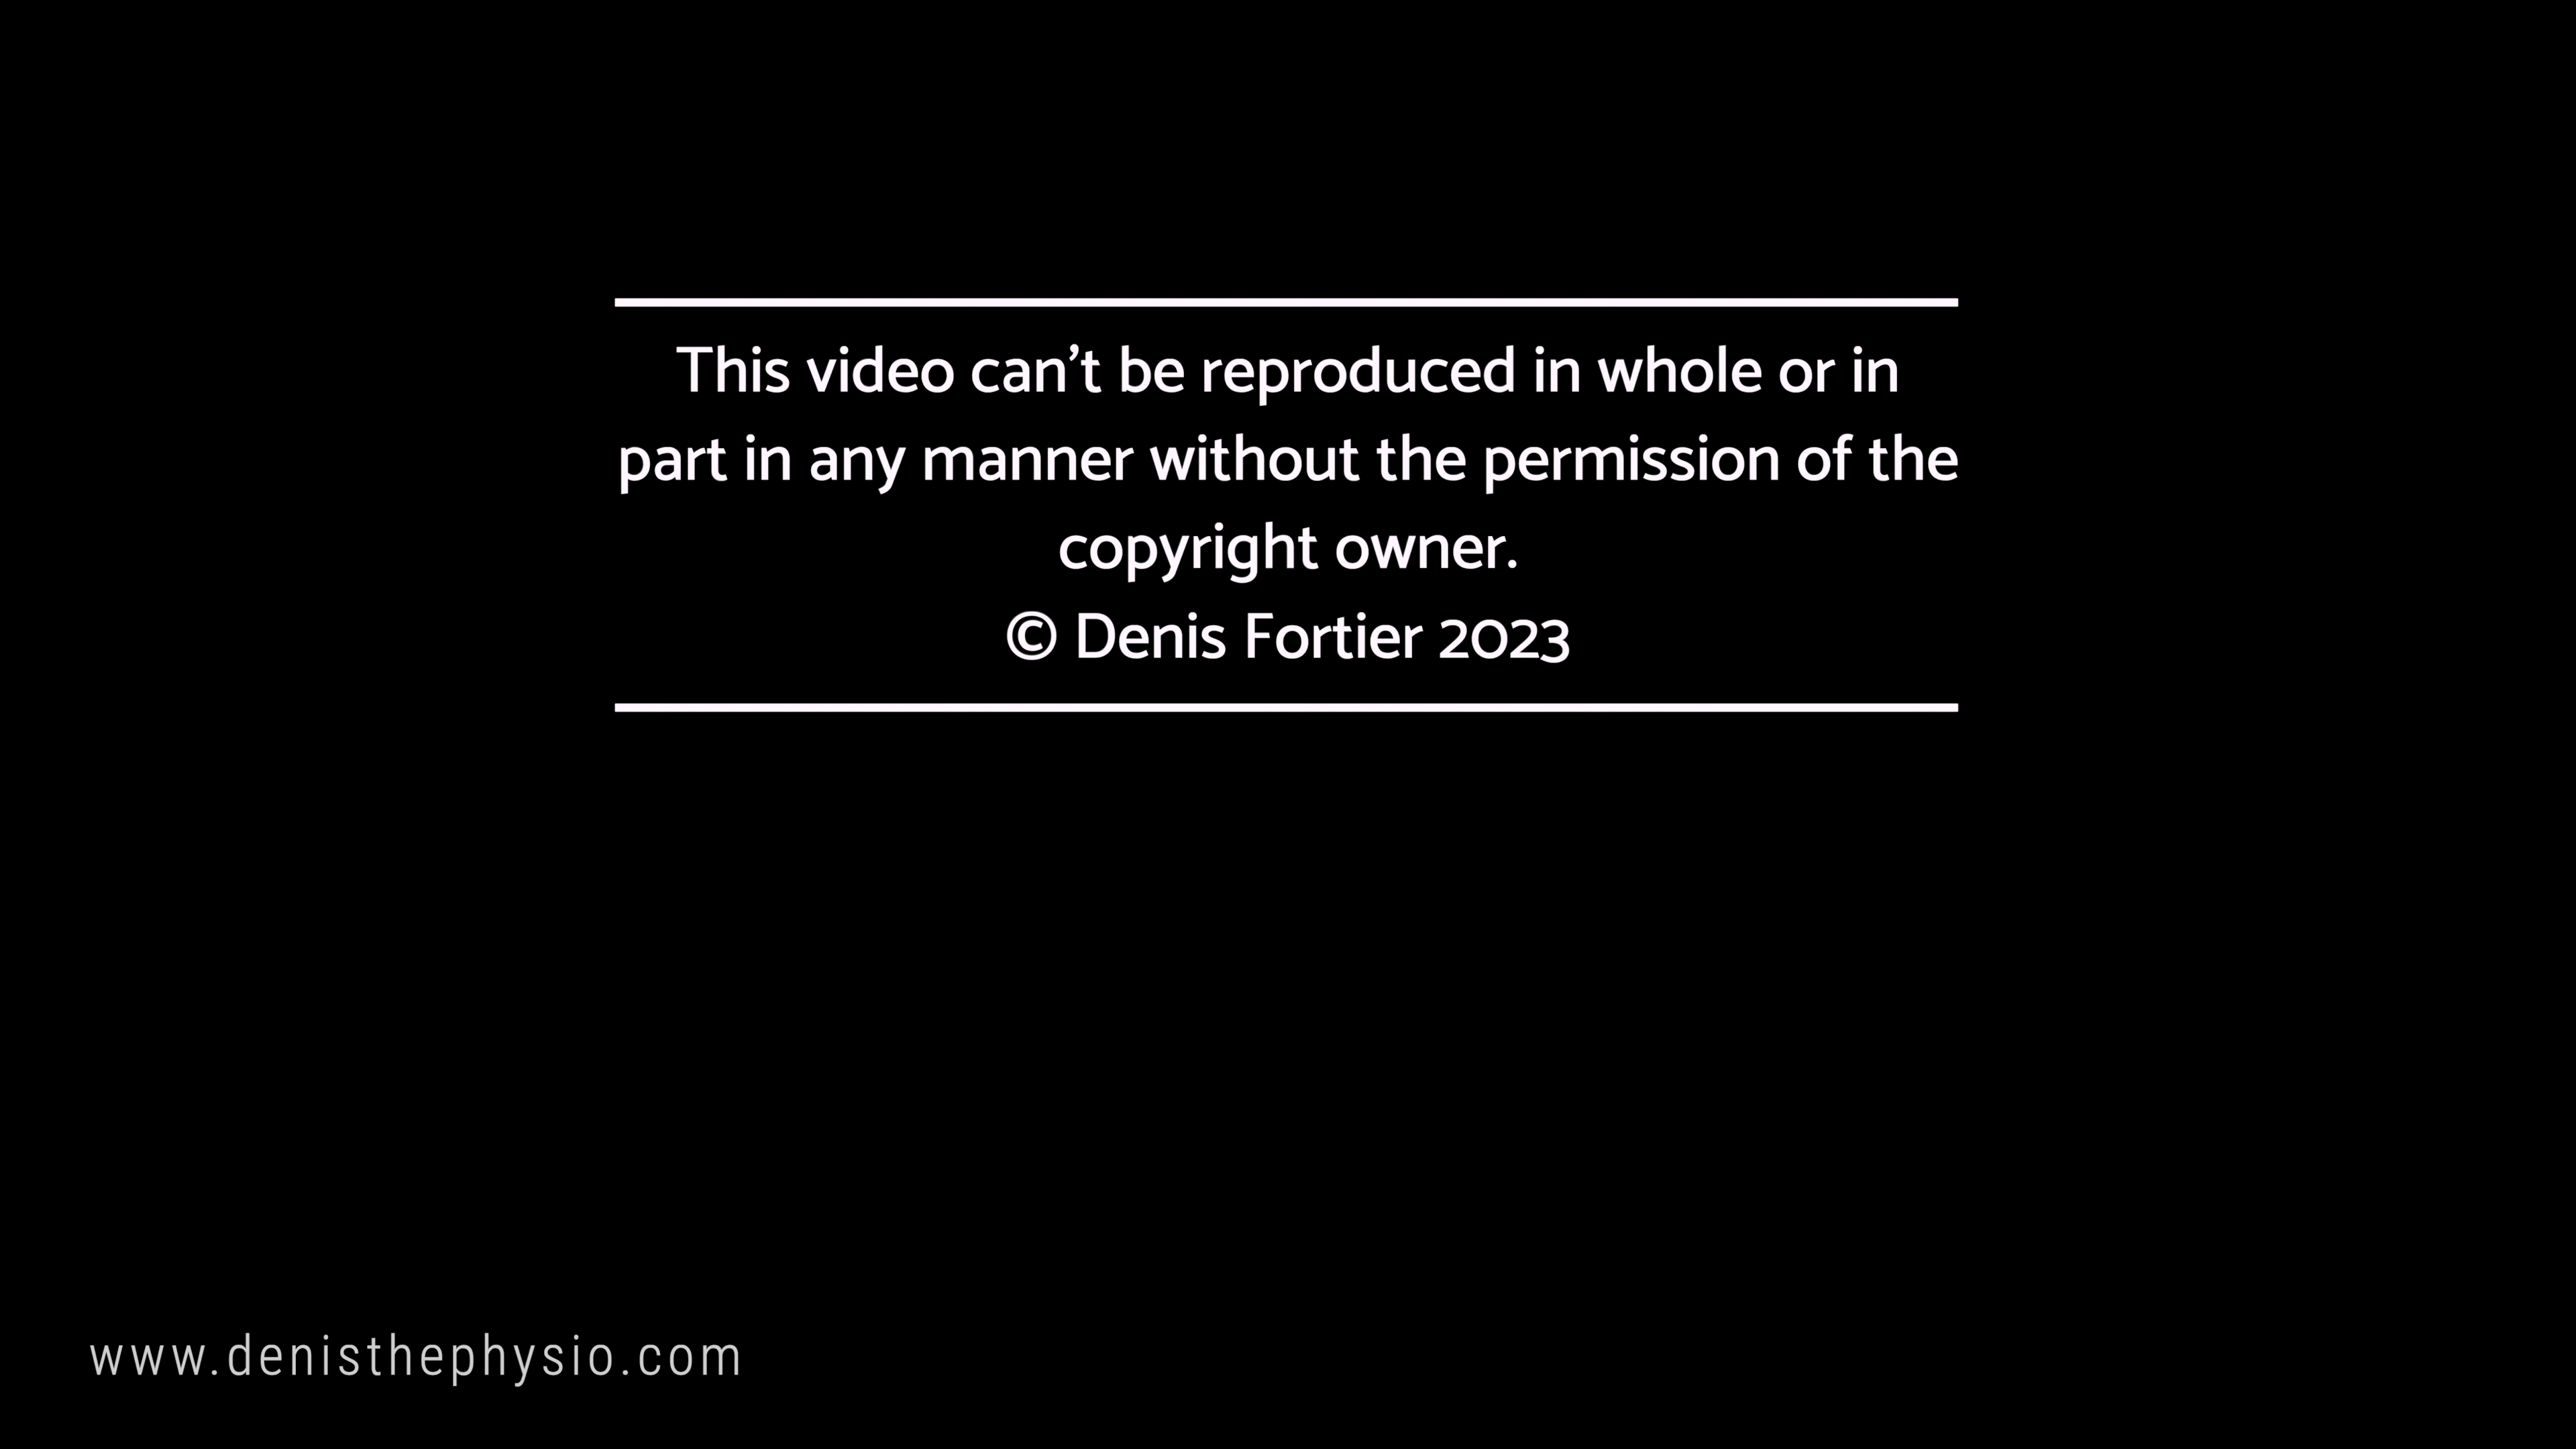 This video can’t be reproduced in whole or in
part in any manner without the permission of the
copyright owner.
© Denis Fortier 2023
www.denisthephysio.com